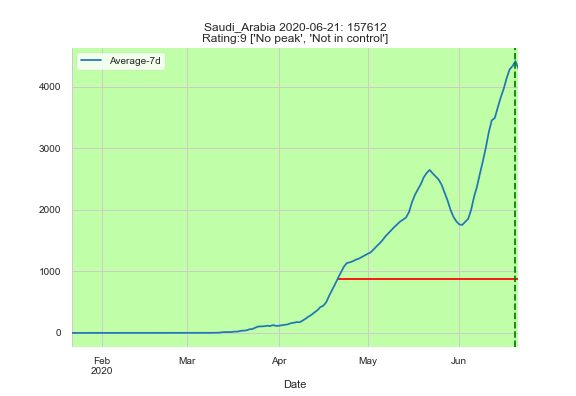 Saudi_Arabia 2020-06-21: 157612
Rating:9 ['No peak', 'Not in control']
Average-7d
4000
3000
2000
1000
0
Feb Mar Apr May Jun
2020
Date